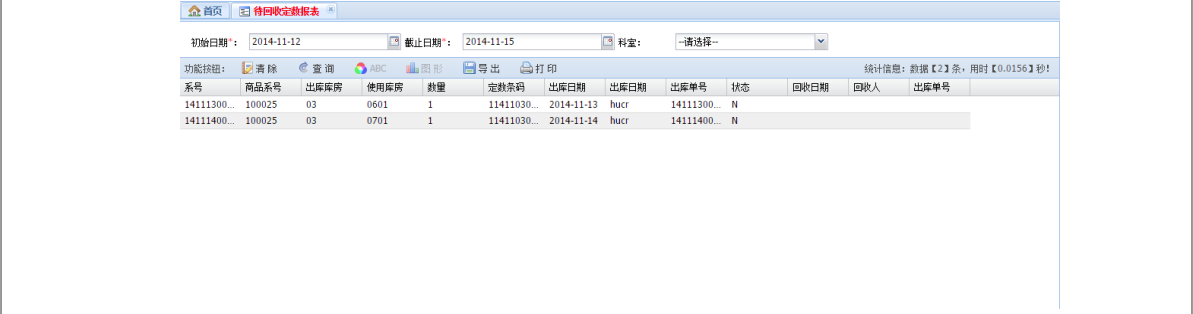 首页 待回收定数报表
初始日期*: 2014-11-12 截止日期*: 2014-11-15 科室: --请选择--
功能按钮: 清除 查询 ABC 图形 导出 打印 统计信息: 数据【2】条, 用时【0.0156】秒!
系号 商品系号 出库库房 使用库房 数量 定数条码 出库日期 出库日期 出库单号 状态 回收日期 回收人 出库单号
14111300... 100025 03 0601 1 11411030... 2014-11-13 hucr 14111300... N
14111400... 100025 03 0701 1 11411030... 2014-11-14 hucr 14111400... N